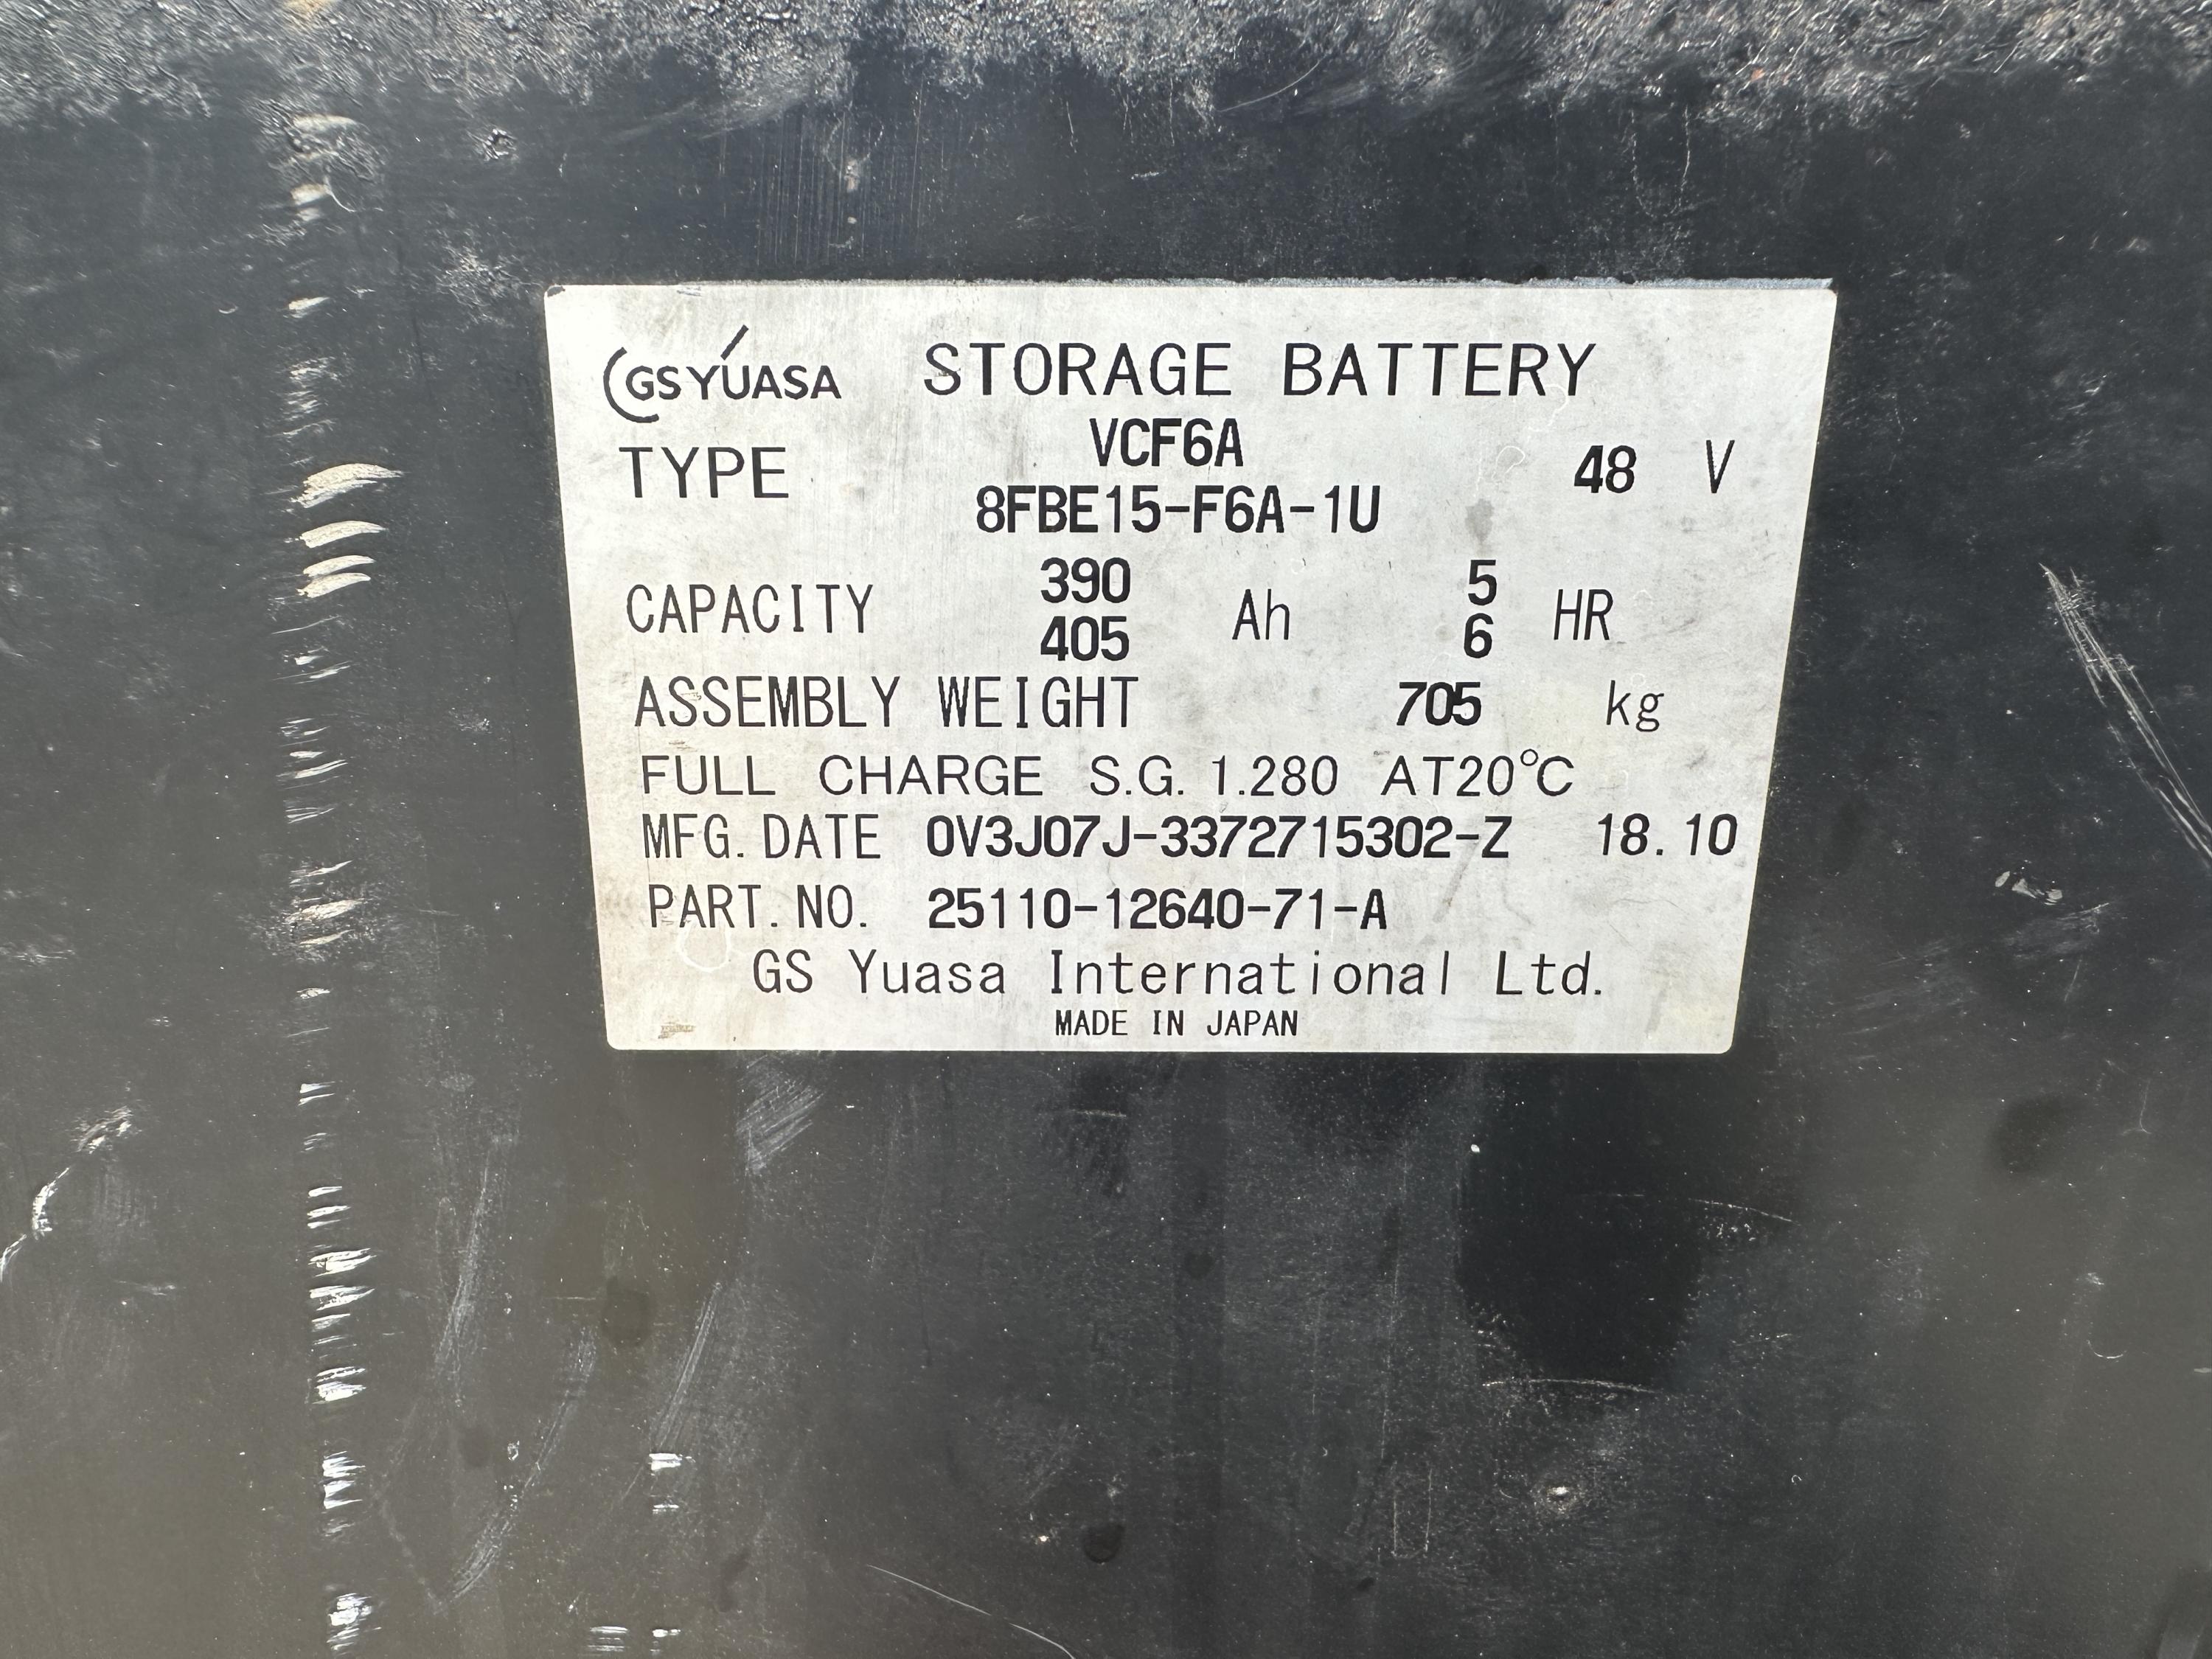 GS YUASA STORAGE BATTERY
TYPE VCF6A 48 V
8FBE15-F6A-1U
CAPACITY 390 Ah 5 HR
405 6
ASSEMBLY WEIGHT 705 kg
FULL CHARGE S.G. 1.280 AT20°C
MFG. DATE 0V3J07J-3372715302-Z 18.10
PART. NO. 25110-12640-71-A
GS Yuasa International Ltd.
MADE IN JAPAN